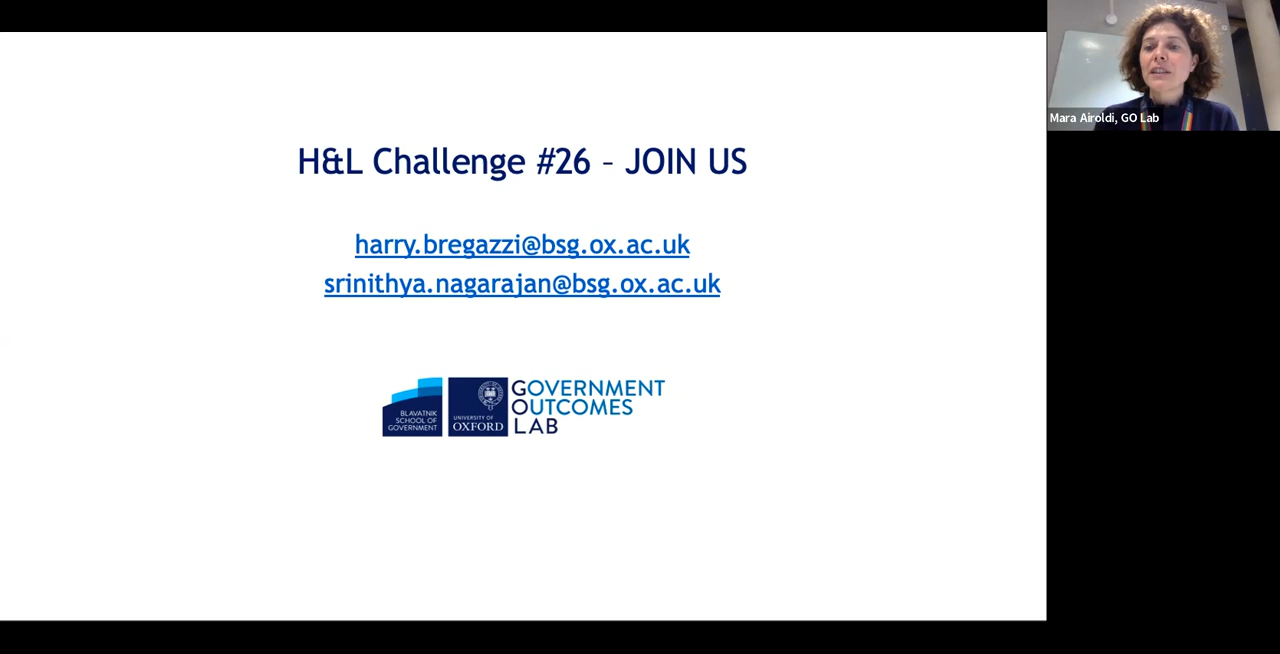 H&L Challenge #26 – JOIN US
harry.bregazzi@bsg.ox.ac.uk
srinithya.nagarajan@bsg.ox.ac.uk
BLAVATNIK
SCHOOL OF
GOVERNMENT
UNIVERSITY OF
OXFORD
GOVERNMENT
OUTCOMES
LAB
Mara Airoldi, GO Lab